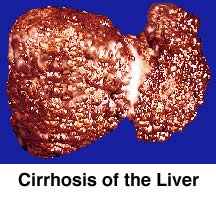 Cirrhosis of the Liver